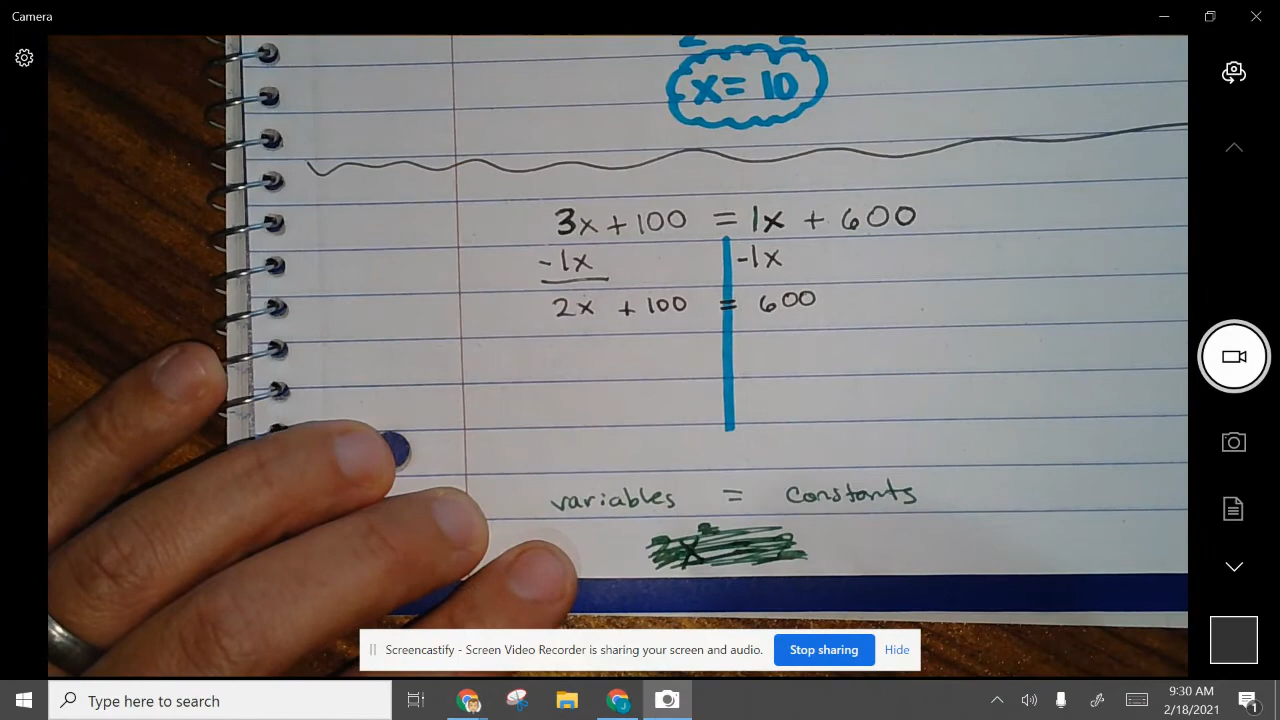 Camera
x = 10
3x + 100 = 1x + 600
-1x -1x
2x + 100 = 600
variables = constants
Screencastify - Screen Video Recorder is sharing your screen and audio. Stop sharing Hide
Type here to search
9:30 AM
2/18/2021
1